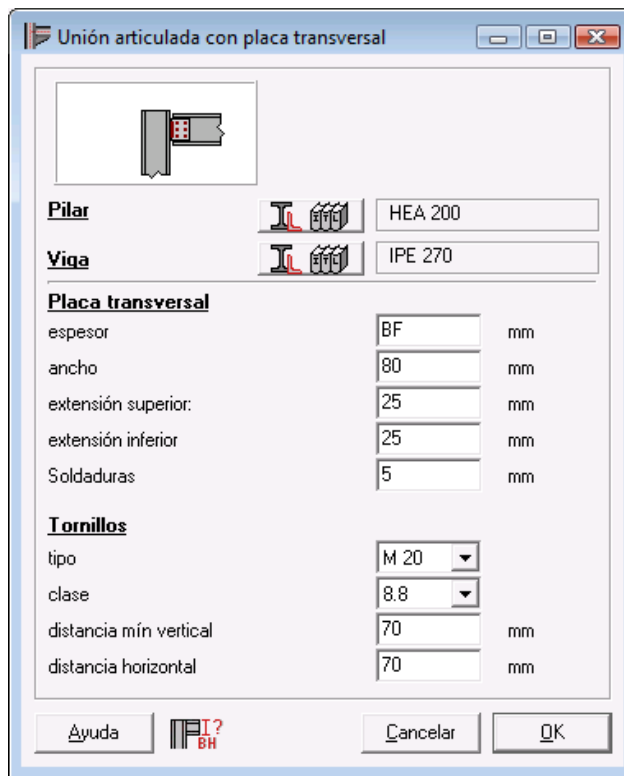 Unión articulada con placa transversal
Pilar HEA 200
Viga IPE 270
Placa transversal
espesor BF mm
ancho 80 mm
extensión superior: 25 mm
extensión inferior 25 mm
Soldaduras 5 mm
Tornillos
tipo M 20
clase 8.8
distancia mín vertical 70 mm
distancia horizontal 70 mm
Ayuda I? BH Cancelar OK